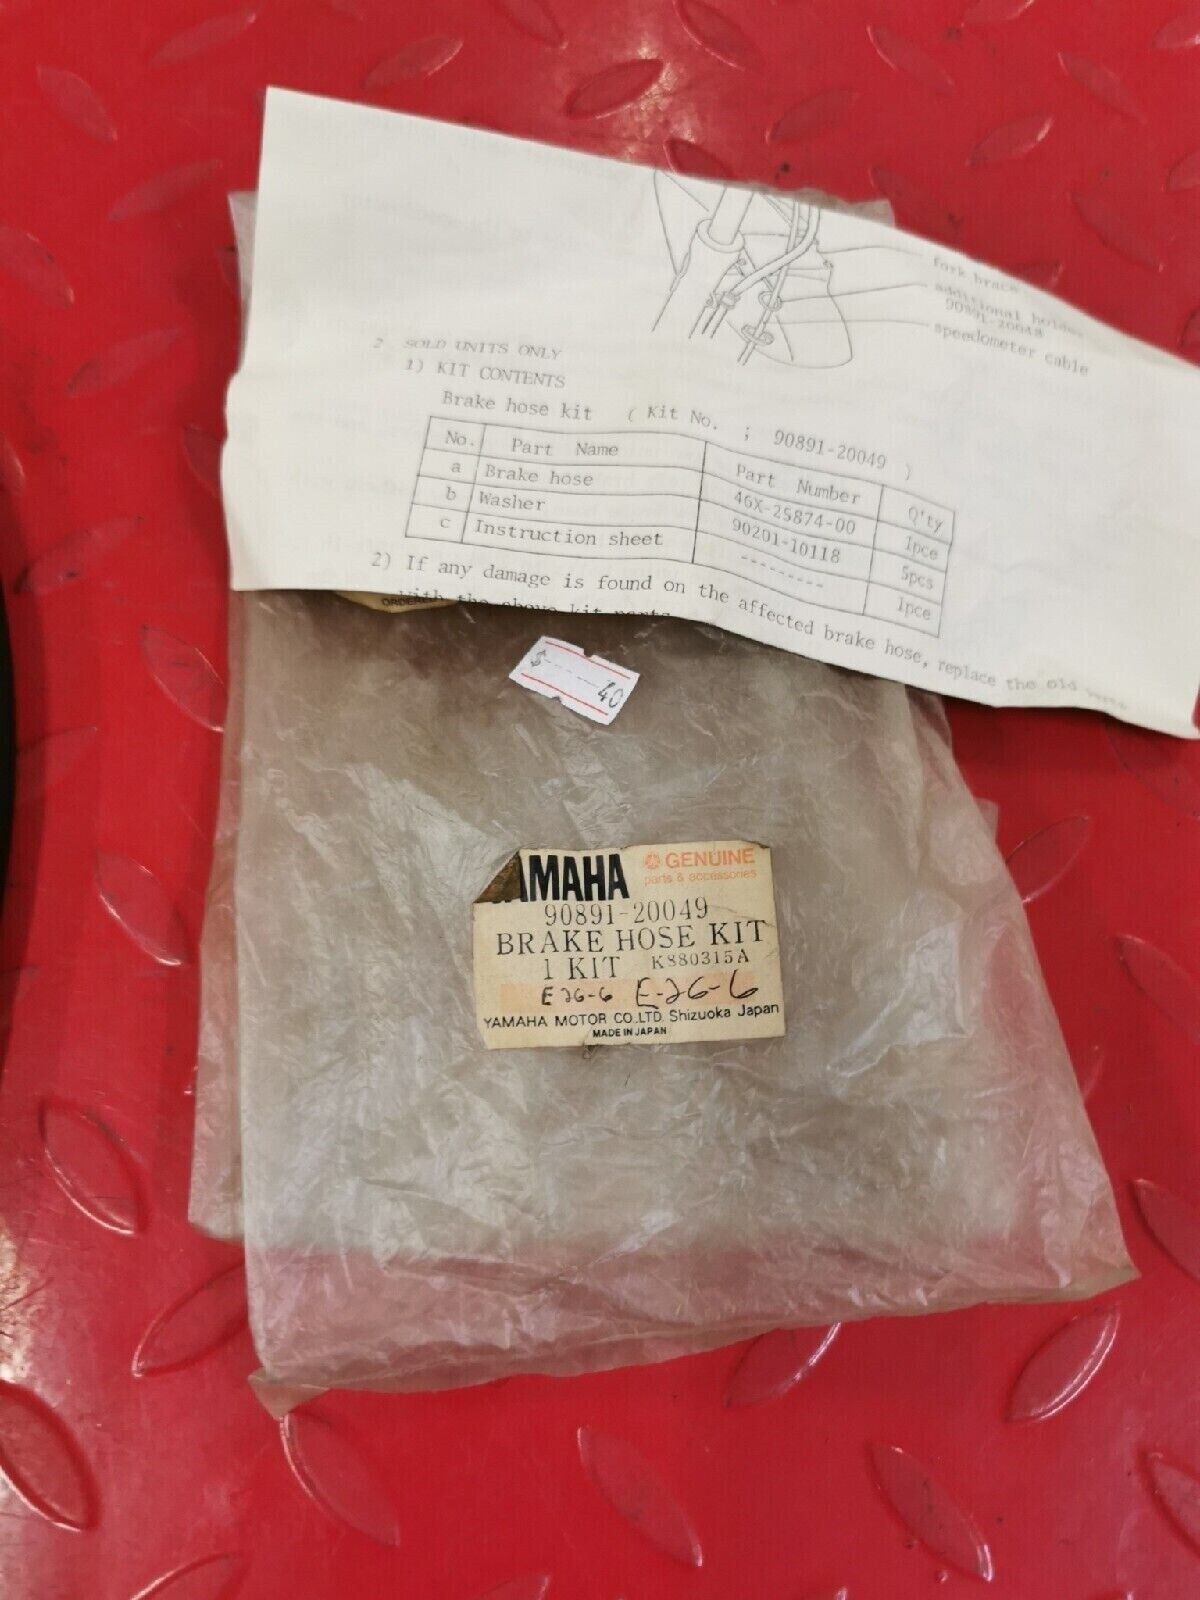 fork brace
additional holder
90891-20048
speedometer cable
2 SOLD UNITS ONLY
1) KIT CONTENTS
Brake hose kit ( Kit No. ; 90891-20049 )
No. Part Name Part Number Q'ty
a Brake hose 46X-25874-00 1pce
b Washer 90201-10118 5pcs
c Instruction sheet --------- 1pce
2) If any damage is found on the affected brake hose, replace the old parts
with the above kit parts
ORDER
$ 40
YAMAHA GENUINE
parts & accessories
90891-20049
BRAKE HOSE KIT
1 KIT K880315A
E26-6 E-26-6
YAMAHA MOTOR CO.,LTD. Shizuoka Japan
MADE IN JAPAN